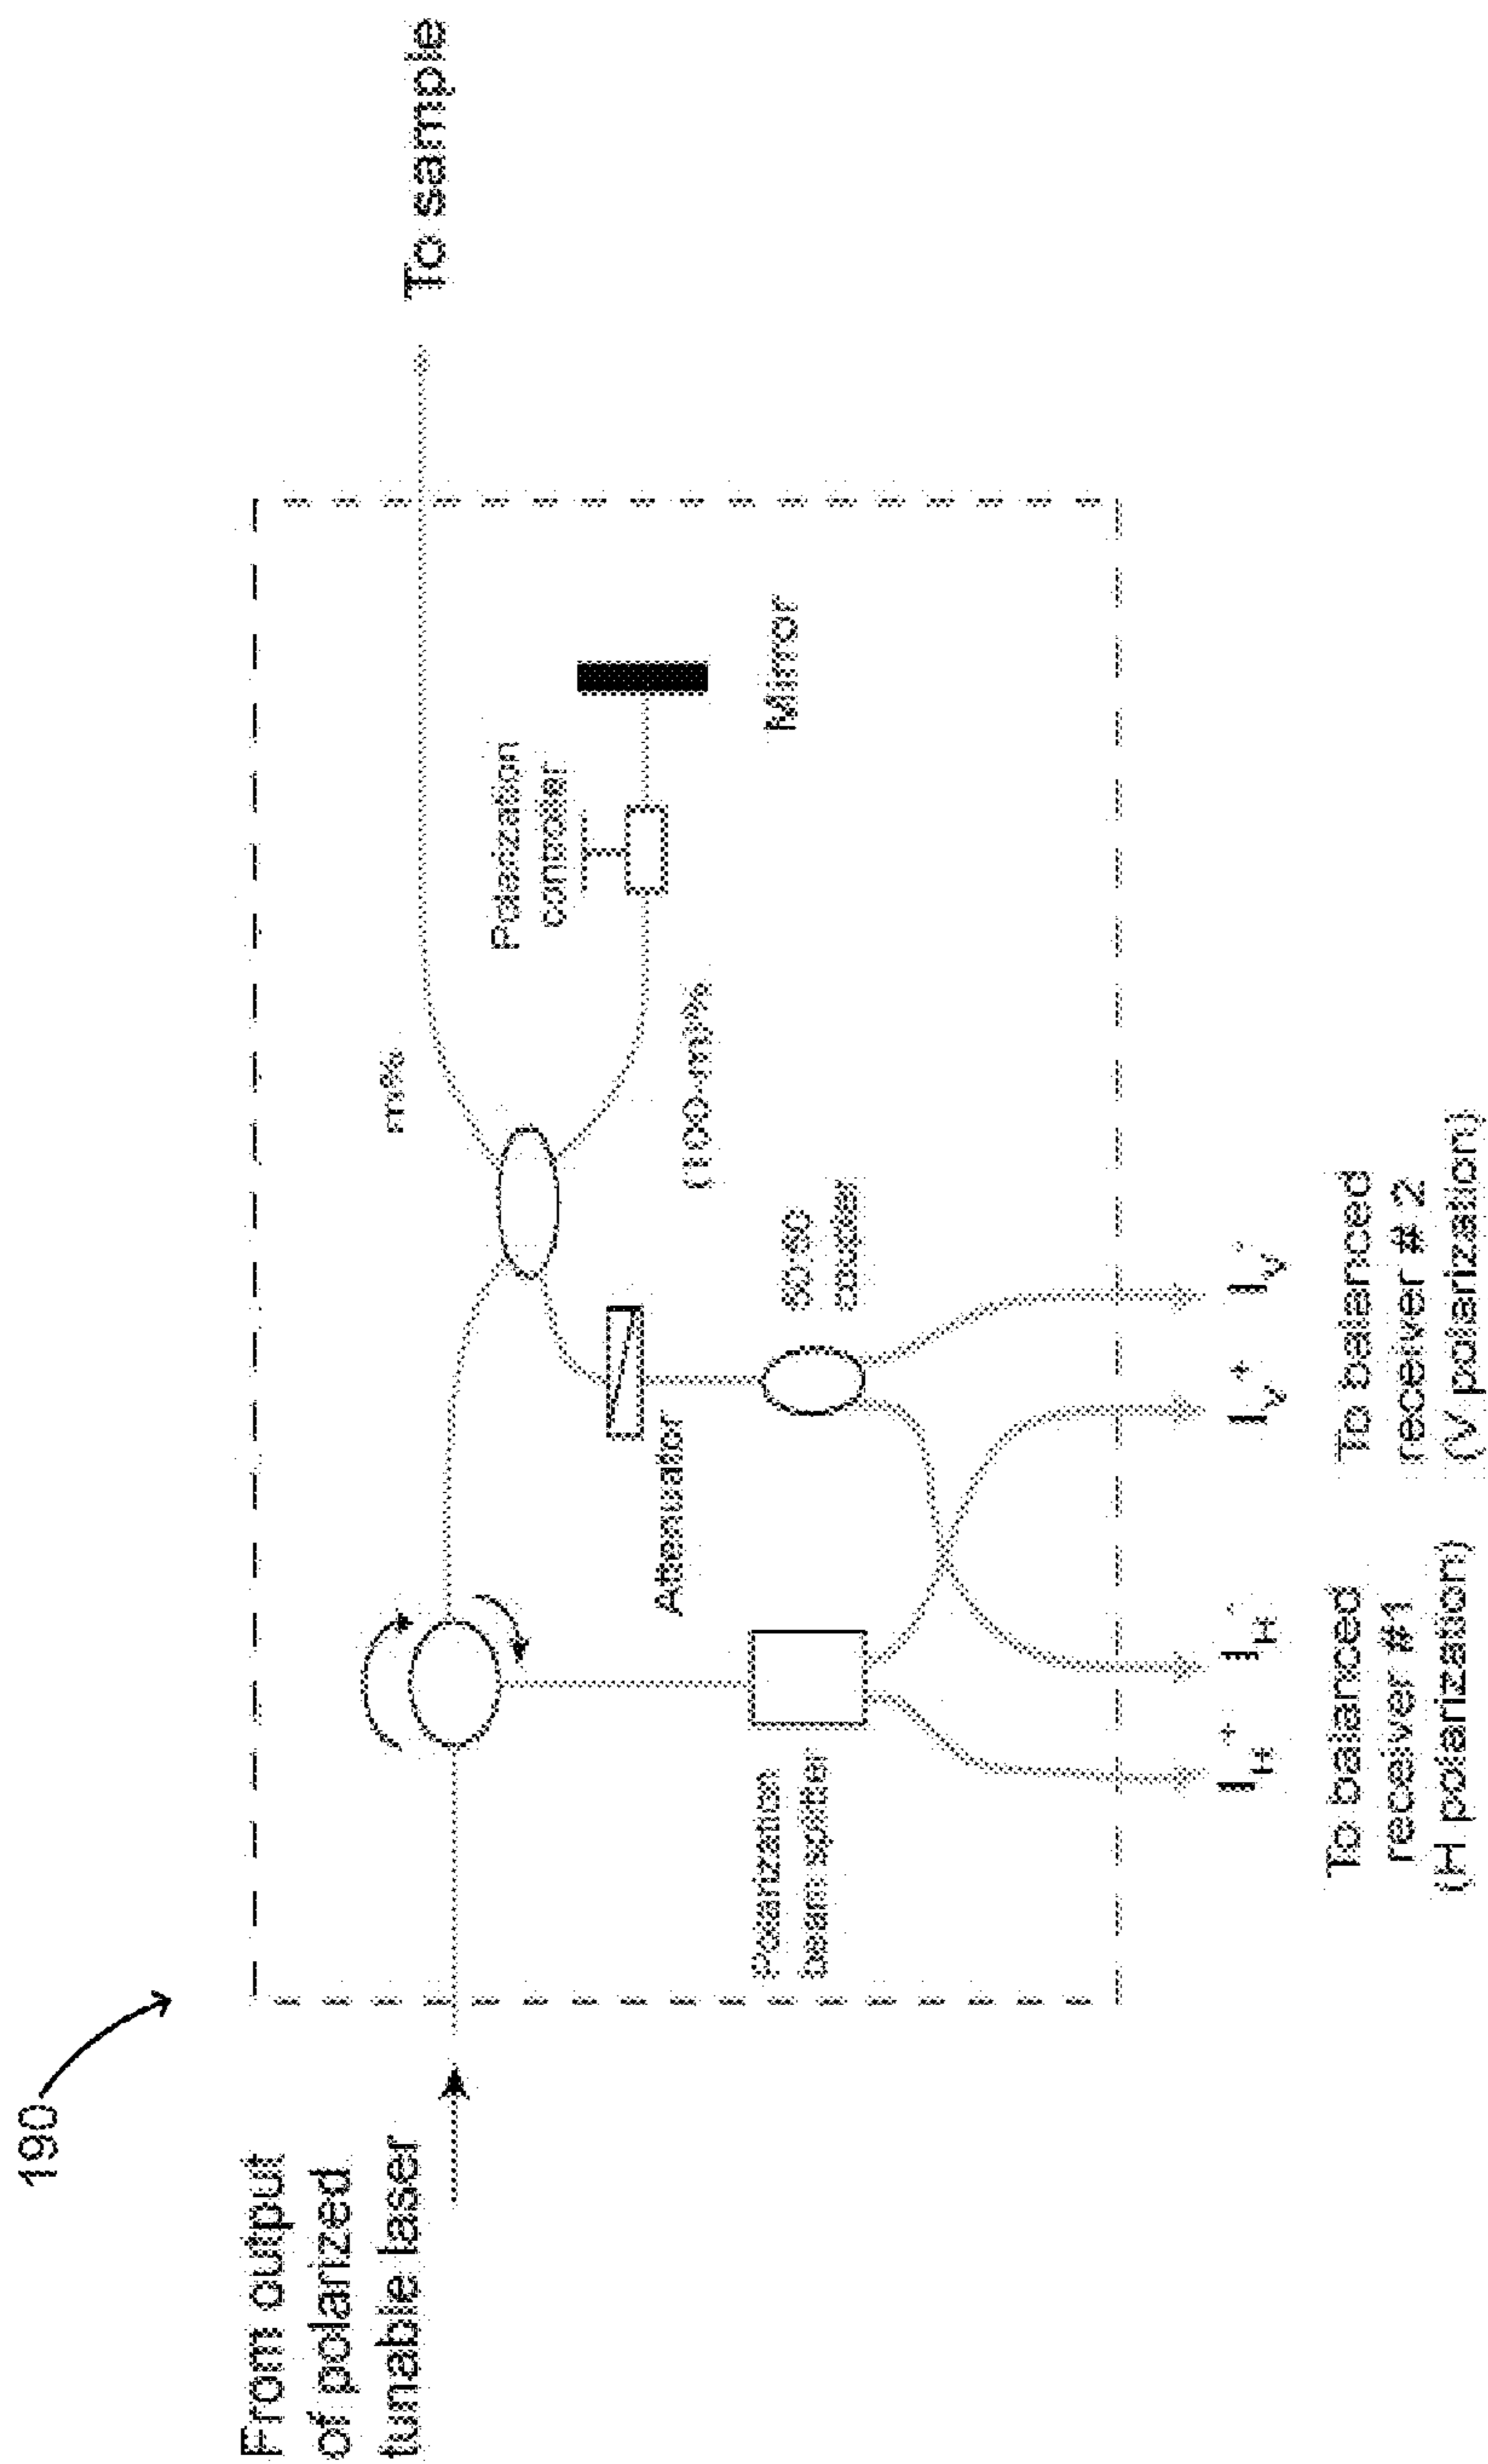 190
From output
of polarized
tunable laser
To sample
m%
Polarization
controller
Mirror
(100-m)%
Attenuator
50:50
coupler
Polarization
beam splitter
I_H^+
I_H^-
I_V^+
I_V^-
To balanced
receiver #1
(H polarization)
To balanced
receiver # 2
(V polarization)